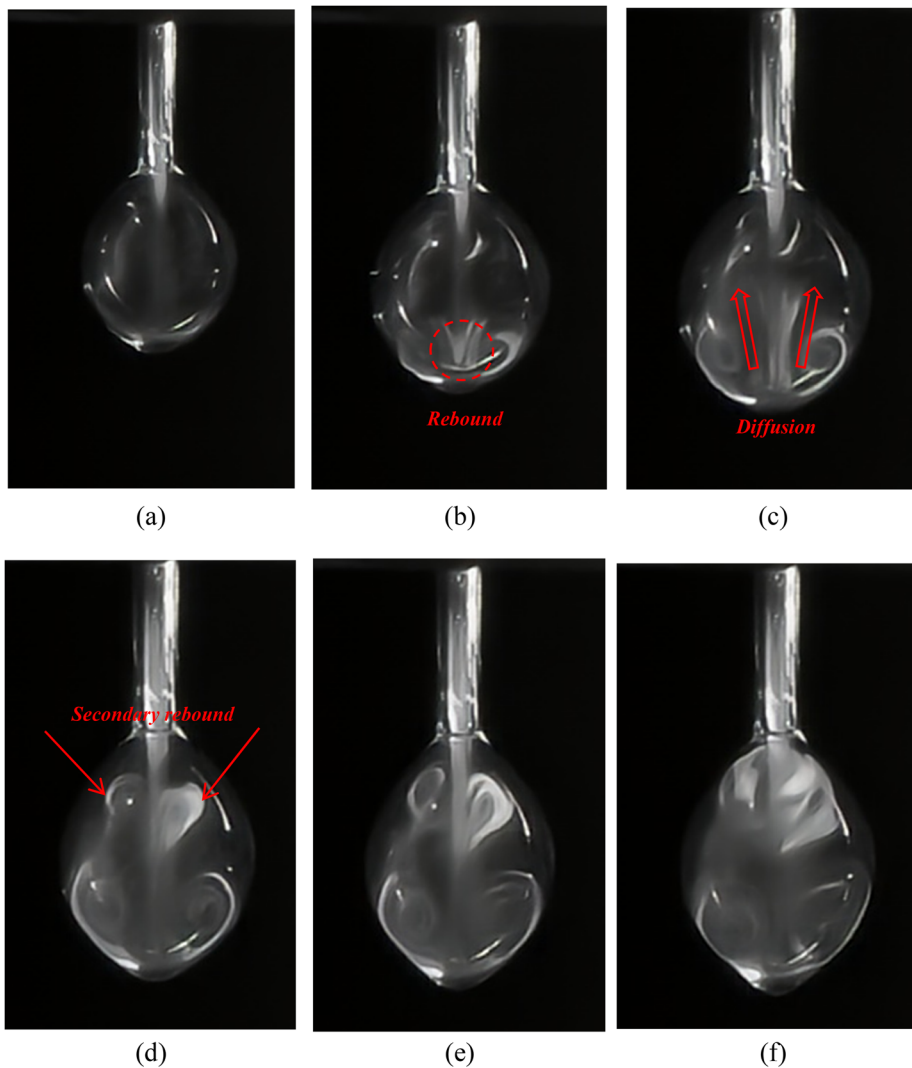 Rebound
Diffusion
(a)
(b)
(c)
Secondary rebound
(d)
(e)
(f)